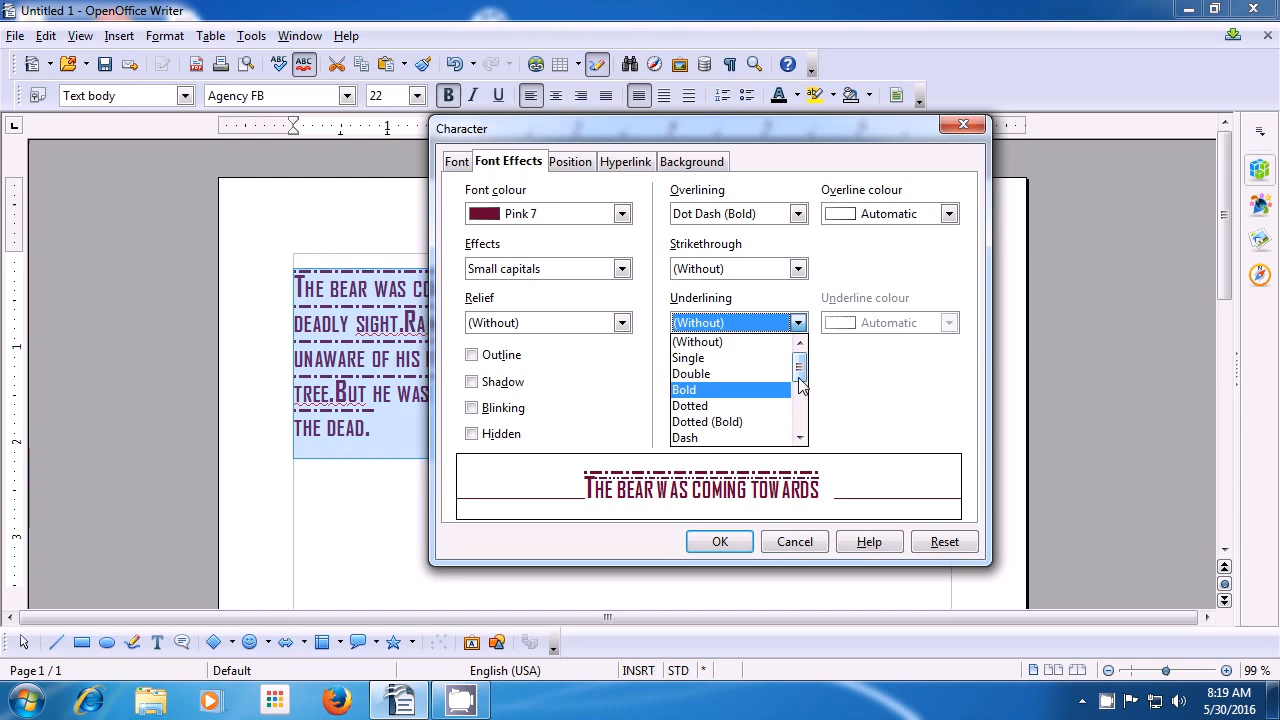 Untitled 1 - OpenOffice Writer
File Edit View Insert Format Table Tools Window Help
Text body Agency FB 22
Character
Font Font Effects Position Hyperlink Background
Font colour Overlining Overline colour
Pink 7 Dot Dash (Bold) Automatic
Effects Strikethrough
Small capitals (Without)
Relief Underlining Underline colour
(Without) (Without) Automatic
(Without)
Outline Single
Double
Shadow Bold
Blinking Dotted
Dotted (Bold)
Hidden Dash
THE BEAR WAS CO
DEADLY SIGHT.RA
UNAWARE OF HIS
TREE.BUT HE WAS
THE DEAD.
THE BEAR WAS COMING TOWARDS
OK Cancel Help Reset
Page 1 / 1 Default English (USA) INSRT STD * 99 %
8:19 AM
5/30/2016